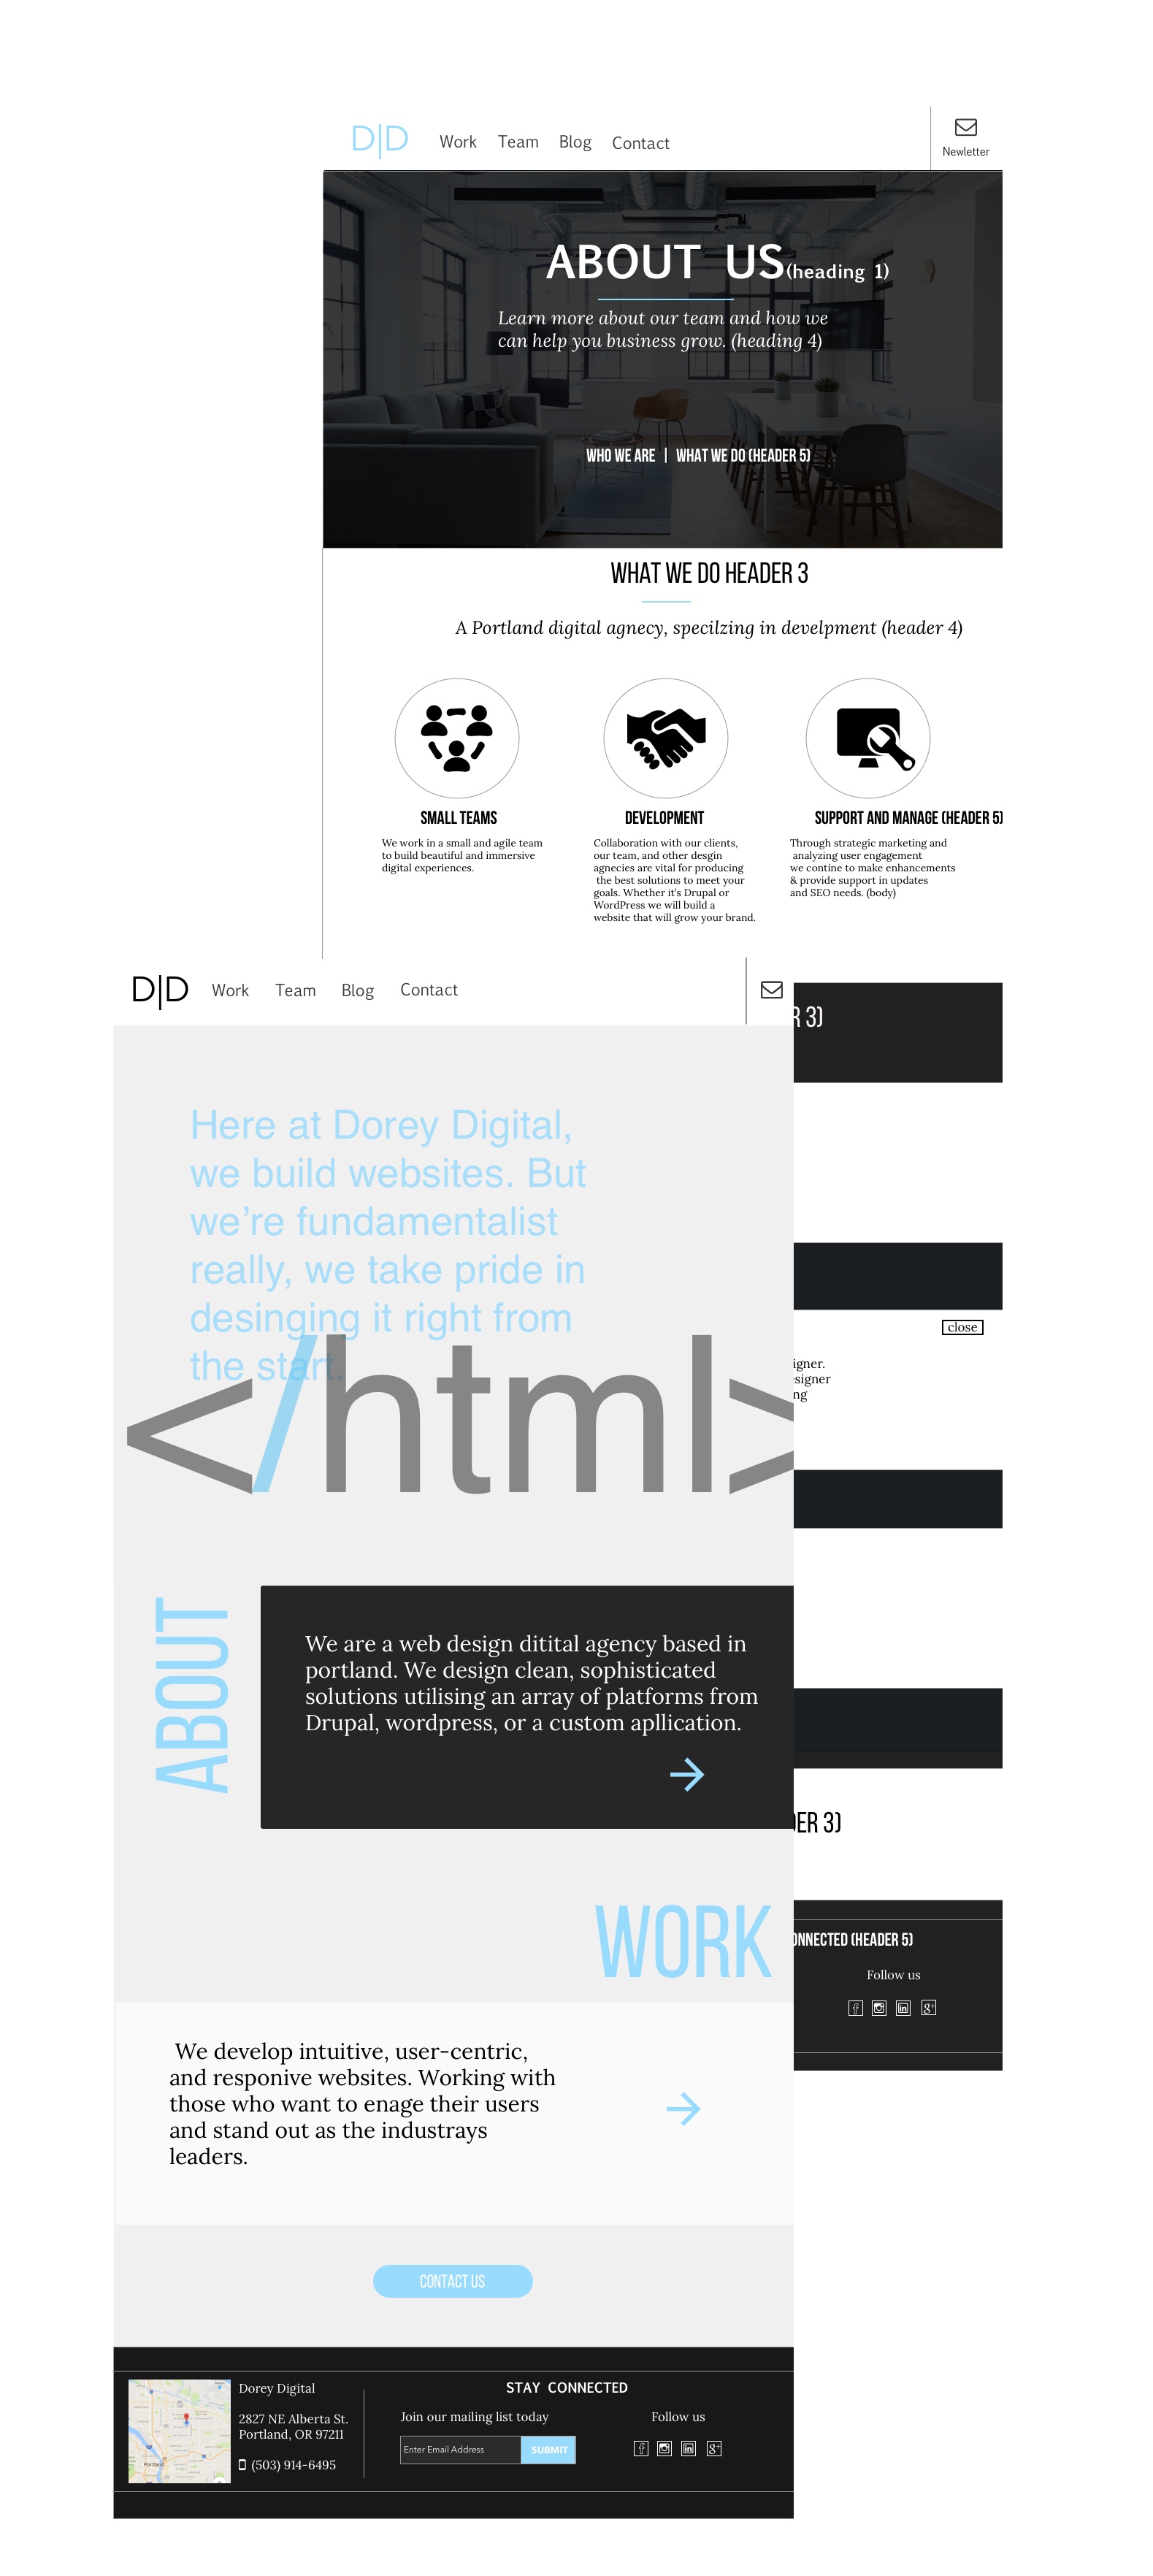 D|D Work Team Blog Contact
Newletter
ABOUT US(heading 1)
Learn more about our team and how we
can help you business grow. (heading 4)
WHO WE ARE | WHAT WE DO (HEADER 5)
WHAT WE DO HEADER 3
A Portland digital agnecy, specilzing in develpment (header 4)
SMALL TEAMS
We work in a small and agile team
to build beautiful and immersive
digital experiences.
DEVELOPMENT
Collaboration with our clients,
our team, and other desgin
agnecies are vital for producing
the best solutions to meet your
goals. Whether it's Drupal or
WordPress we will build a
website that will grow your brand.
SUPPORT AND MANAGE (HEADER 5)
Through strategic marketing and
analyzing user engagement
we contine to make enhancements
& provide support in updates
and SEO needs. (body)
D|D Work Team Blog Contact
R 3)
Here at Dorey Digital,
we build websites. But
we're fundamentalist
really, we take pride in
desinging it right from
the start.
</html>
close
igner.
signer
ng
ABOUT
We are a web design ditital agency based in
portland. We design clean, sophisticated
solutions utilising an array of platforms from
Drupal, wordpress, or a custom apllication.
DER 3)
WORK
ONNECTED (HEADER 5)
Follow us
We develop intuitive, user-centric,
and responive websites. Working with
those who want to enage their users
and stand out as the industrays
leaders.
CONTACT US
Portland
Dorey Digital
2827 NE Alberta St.
Portland, OR 97211
(503) 914-6495
STAY CONNECTED
Join our mailing list today
Enter Email Address SUBMIT
Follow us